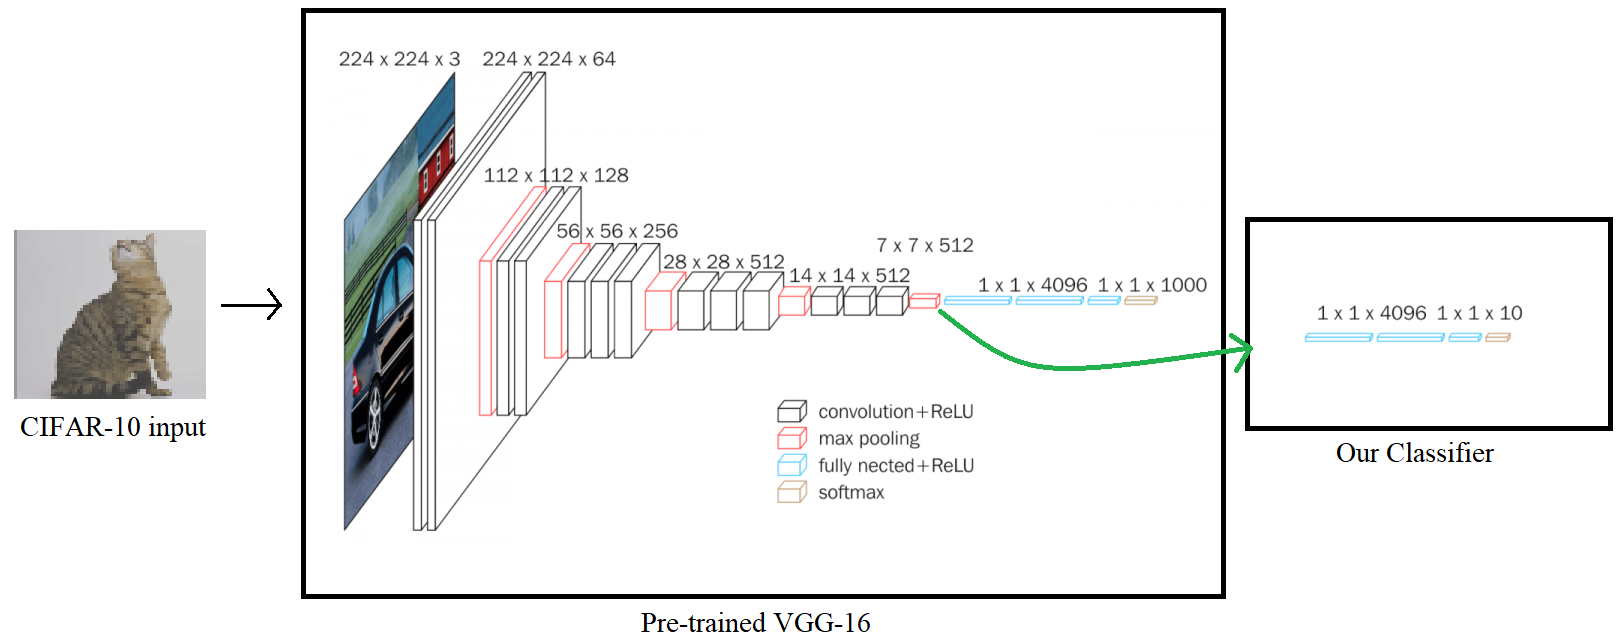 224 x 224 x 3
224 x 224 x 64
112 x 112 x 128
56 x 56 x 256
28 x 28 x 512
14 x 14 x 512
7 x 7 x 512
1 x 1 x 4096
1 x 1 x 1000
convolution+ReLU
max pooling
fully nected+ReLU
softmax
CIFAR-10 input
Pre-trained VGG-16
1 x 1 x 4096
1 x 1 x 10
Our Classifier